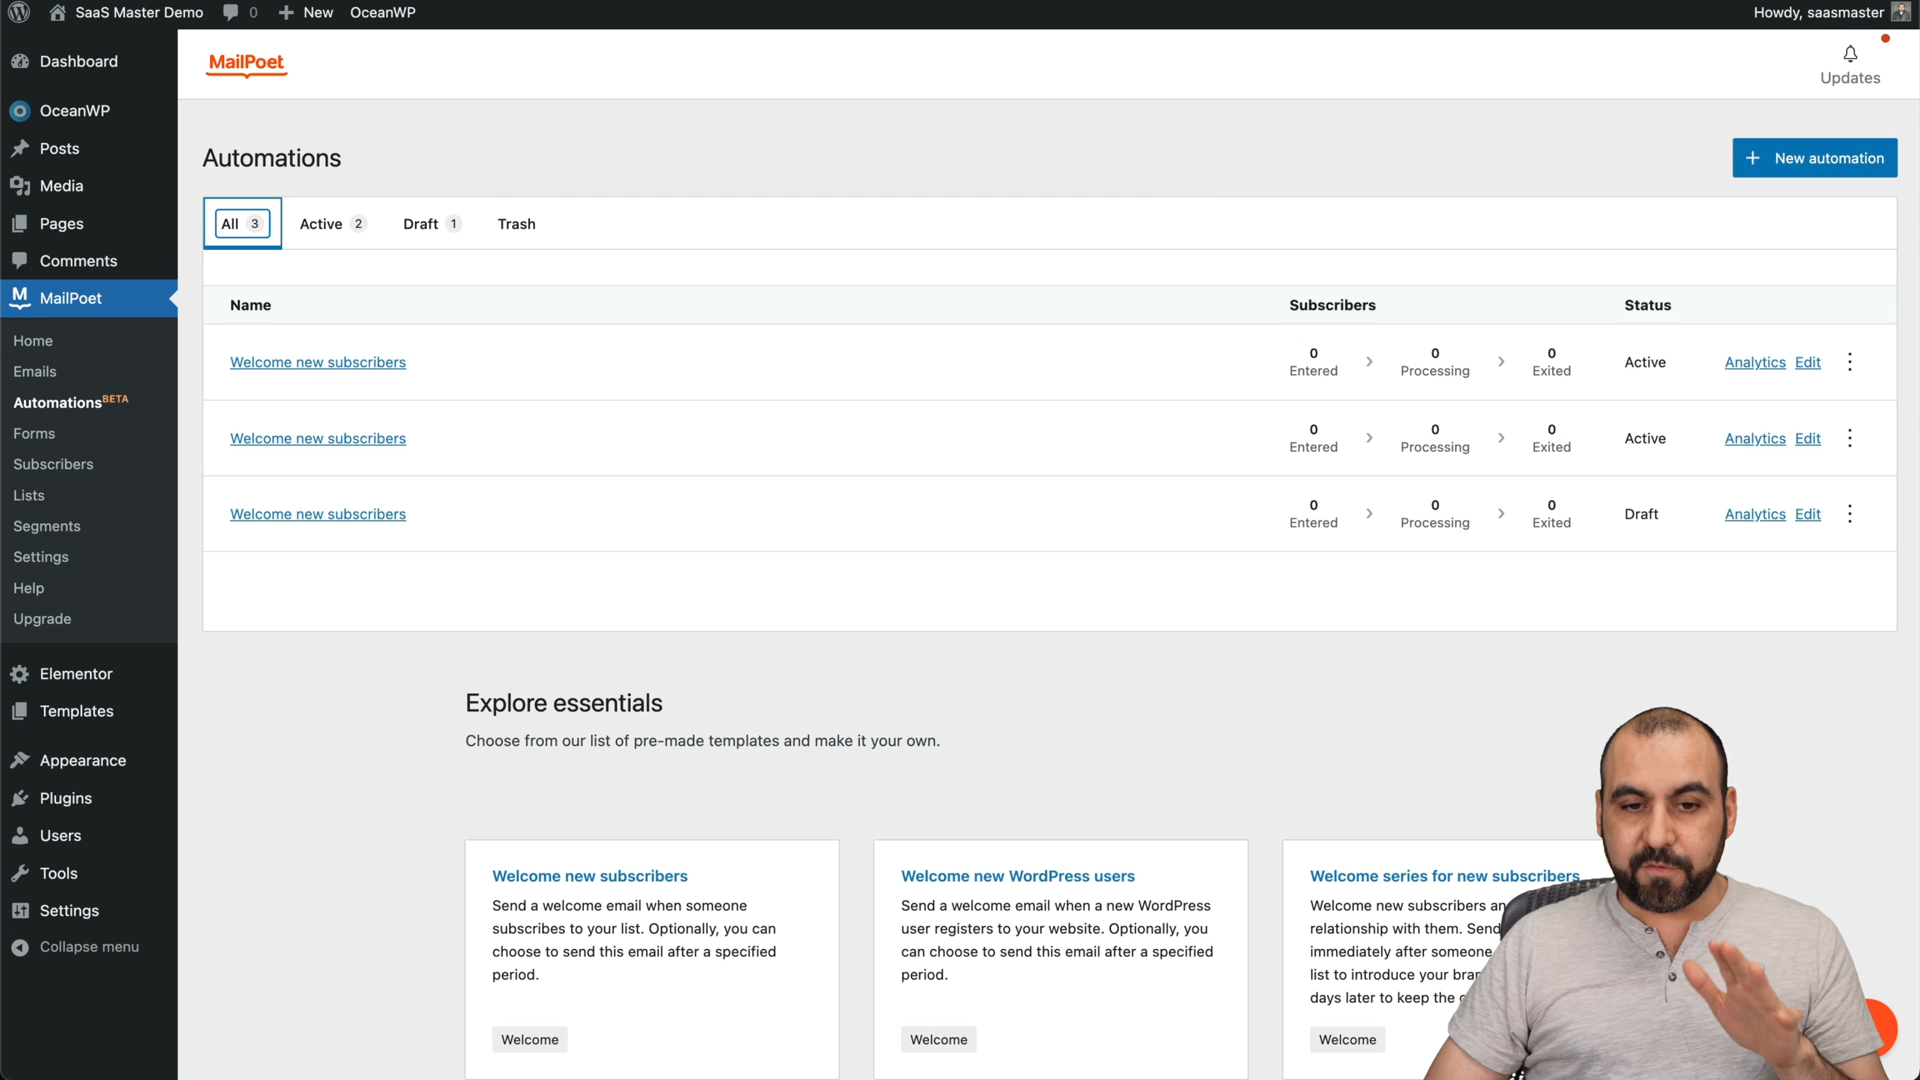 SaaS Master Demo 0 New OceanWP Howdy, saasmaster
Dashboard
OceanWP
Posts
Media
Pages
Comments
M MailPoet
Home
Emails
Automations BETA
Forms
Subscribers
Lists
Segments
Settings
Help
Upgrade
Elementor
Templates
Appearance
Plugins
Users
Tools
Settings
Collapse menu
MailPoet
Updates
Automations
+ New automation
All 3 Active 2 Draft 1 Trash
Name Subscribers Status
Welcome new subscribers 0 Entered 0 Processing 0 Exited Active Analytics Edit
Welcome new subscribers 0 Entered 0 Processing 0 Exited Active Analytics Edit
Welcome new subscribers 0 Entered 0 Processing 0 Exited Draft Analytics Edit
Explore essentials
Choose from our list of pre-made templates and make it your own.
Welcome new subscribers
Send a welcome email when someone
subscribes to your list. Optionally, you can
choose to send this email after a specified
period.
Welcome
Welcome new WordPress users
Send a welcome email when a new WordPress
user registers to your website. Optionally, you
can choose to send this email after a specified
period.
Welcome
Welcome series for new subscribers
Welcome new subscribers
relationship with them. Send
immediately after someone
list to introduce your
days later to keep the
Welcome